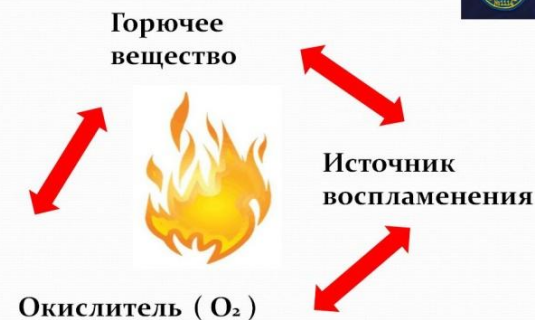 Горючее
вещество
Источник
воспламенения
Окислитель ( O₂ )